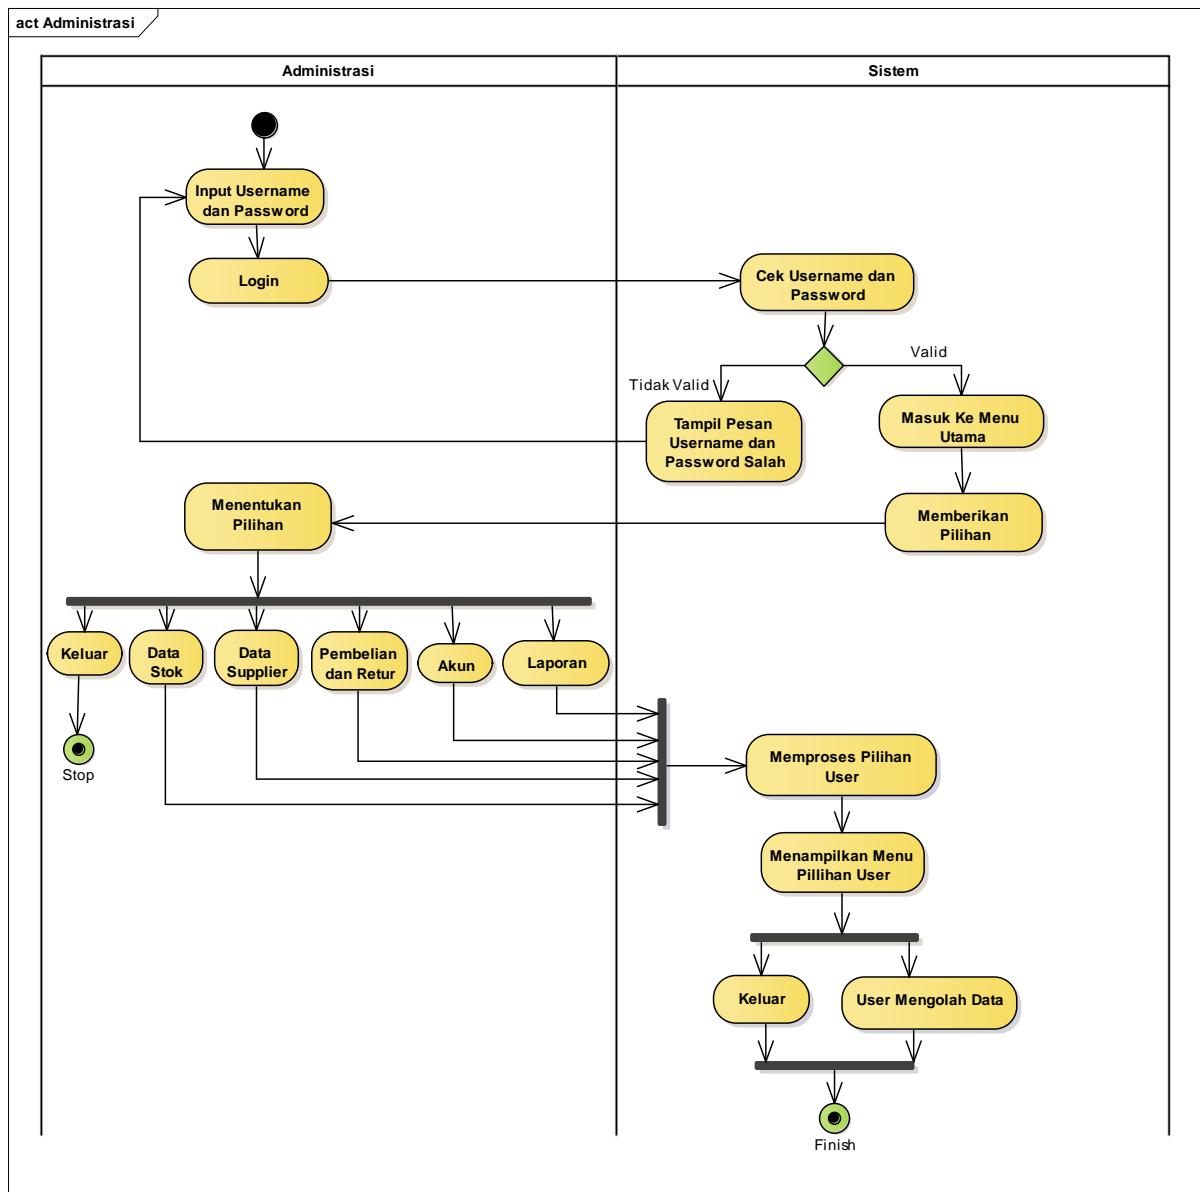 act Administrasi
Administrasi
Sistem
Input Username
dan Password
Login
Cek Username dan
Password
Valid
Tidak Valid
Tampil Pesan
Username dan
Password Salah
Masuk Ke Menu
Utama
Menentukan
Pilihan
Memberikan
Pilihan
Keluar
Data
Stok
Data
Supplier
Pembelian
dan Retur
Akun
Laporan
Stop
Memproses Pilihan
User
Menampilkan Menu
Pillihan User
Keluar
User Mengolah Data
Finish